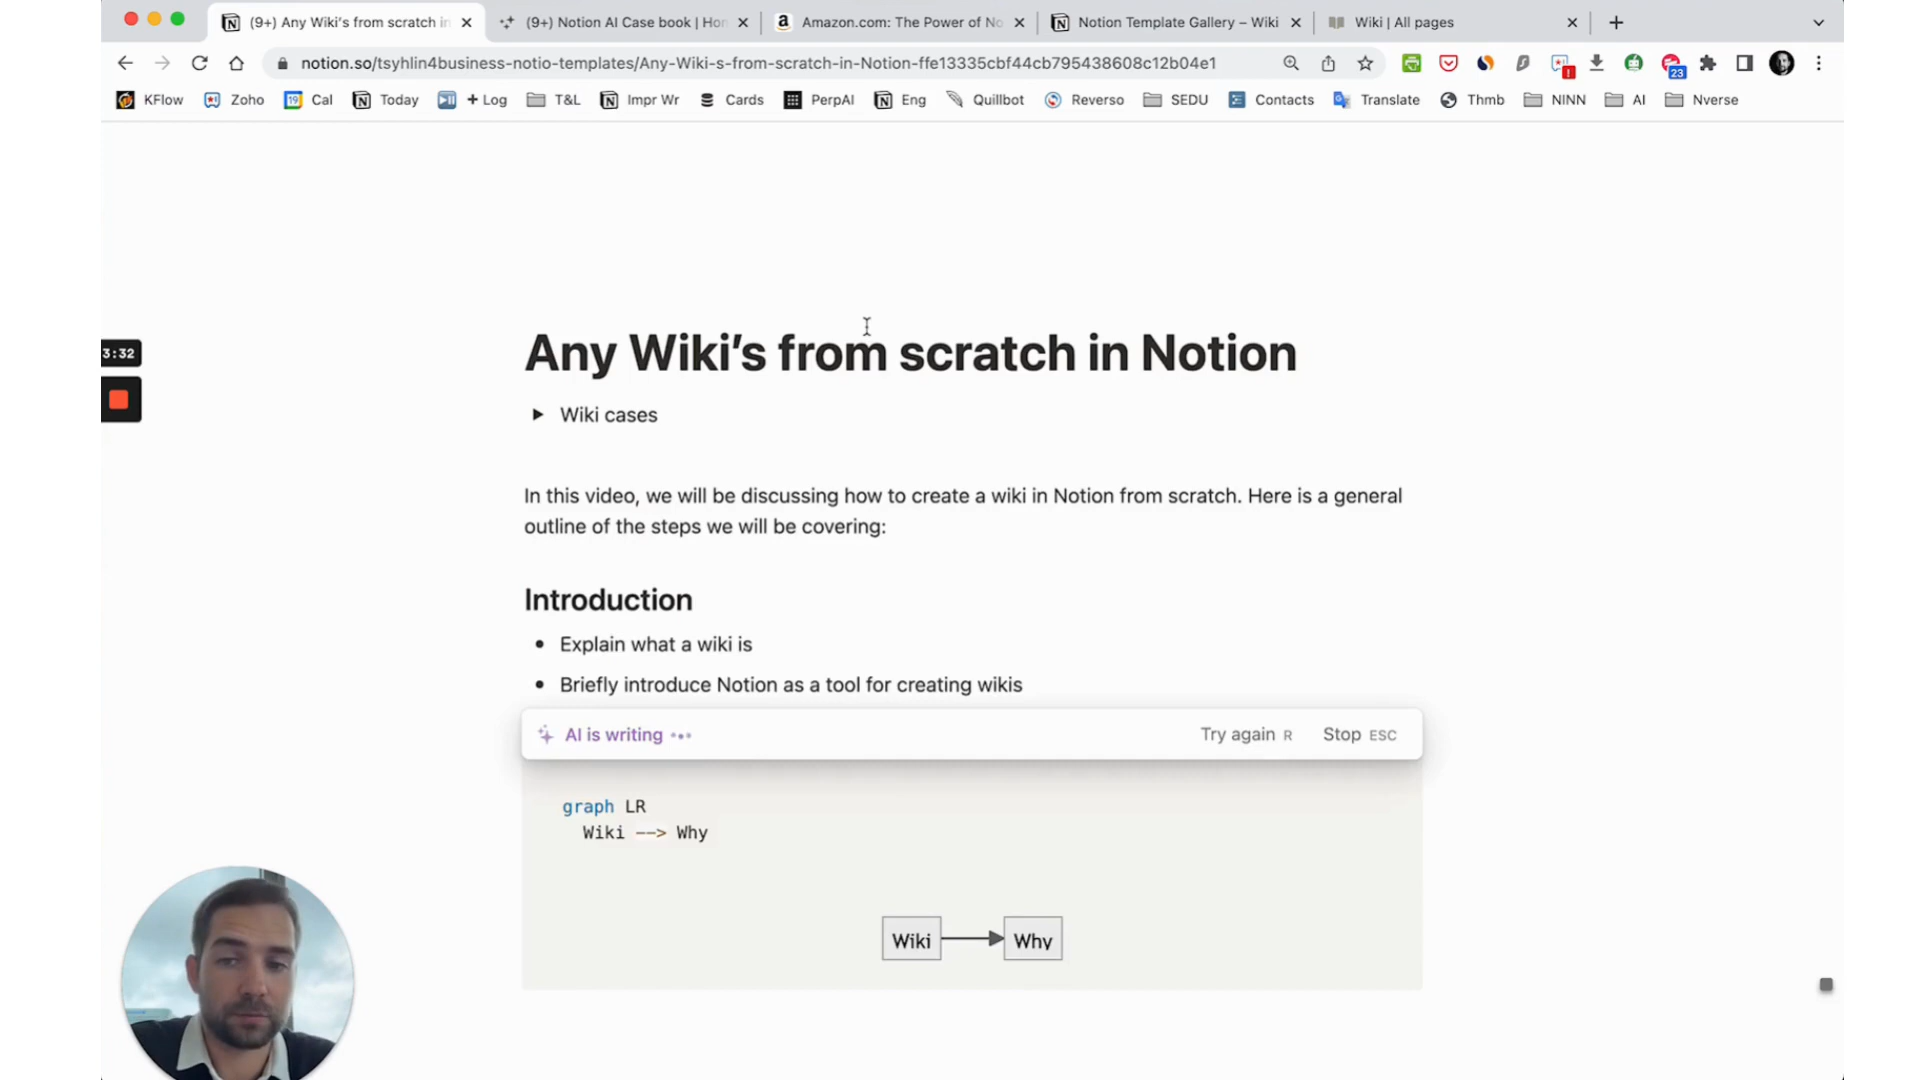 (9+) Any Wiki's from scratch in
(9+) Notion AI Case book | Hon
Amazon.com: The Power of No
Notion Template Gallery – Wiki
Wiki | All pages
notion.so/tsyhlin4business-notio-templates/Any-Wiki-s-from-scratch-in-Notion-ffe13335cbf44cb795438608c12b04e1
23
KFlow
Zoho
19 Cal
Today
+ Log
T&L
Impr Wr
Cards
PerpAI
Eng
Quillbot
Reverso
SEDU
Contacts
Translate
Thmb
NINN
AI
Nverse
3:32
Any Wiki's from scratch in Notion
Wiki cases
In this video, we will be discussing how to create a wiki in Notion from scratch. Here is a general
outline of the steps we will be covering:
Introduction
• Explain what a wiki is
• Briefly introduce Notion as a tool for creating wikis
AI is writing
Try again R
Stop ESC
graph LR
Wiki --> Why
Wiki
Why